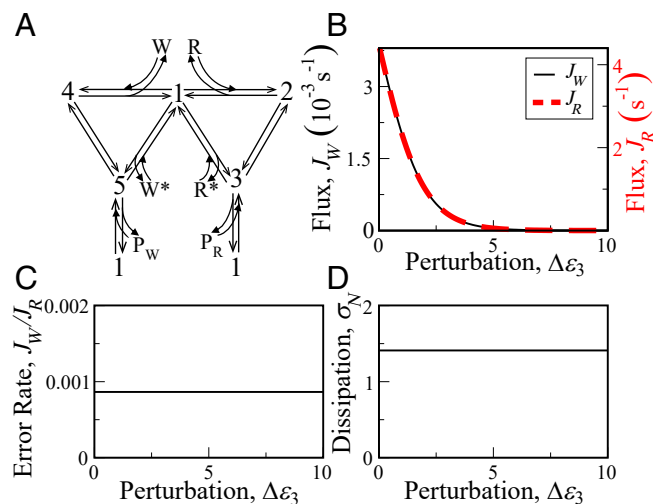 A
W R
4 1 2
5 W* R* 3
P_W P_R
1 1
B
Flux, J_W (10^-3 s^-1)
3
1.5
0
J_W
J_R
4
2
0
Flux, J_R (s^-1)
0 5 10
Perturbation, Δε_3
C
Error Rate, J_W/J_R
0.002
0.001
0
0 5 10
Perturbation, Δε_3
D
Dissipation, σ_N
2
1
0
0 5 10
Perturbation, Δε_3